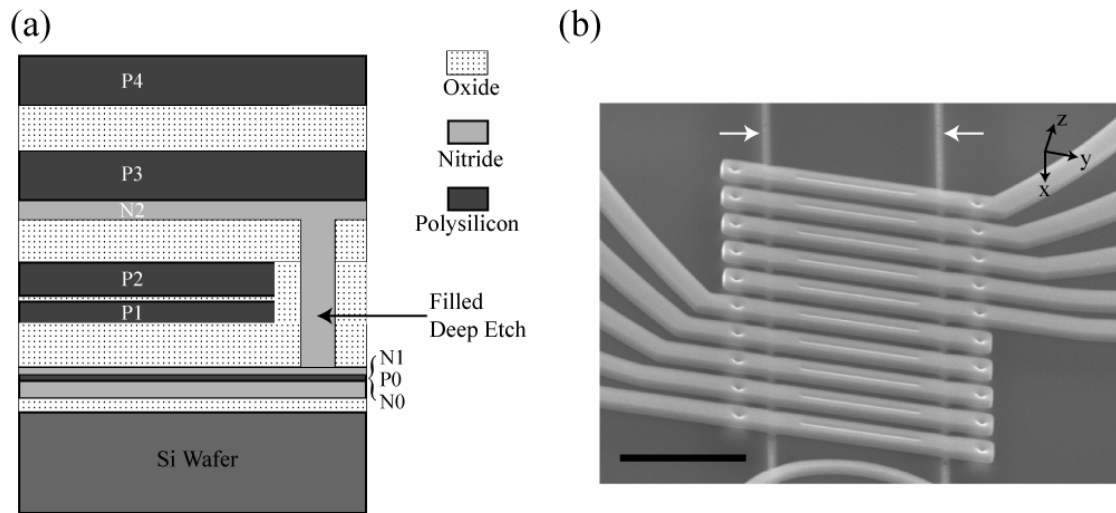 (a)
(b)
P4
Oxide
P3
Nitride
N2
Polysilicon
P2
P1
Filled
Deep Etch
N1
P0
N0
Si Wafer
z
y
x